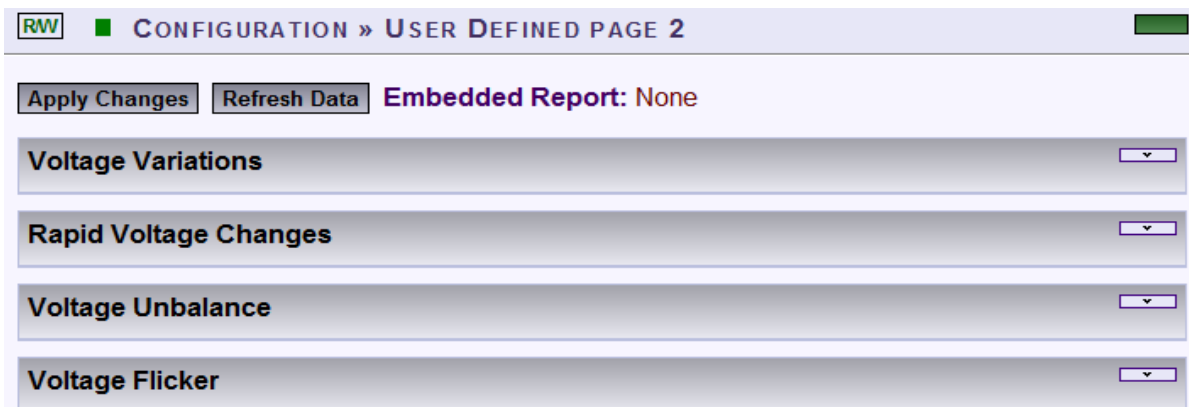 R/W CONFIGURATION » USER DEFINED PAGE 2
Apply Changes Refresh Data Embedded Report: None
Voltage Variations
Rapid Voltage Changes
Voltage Unbalance
Voltage Flicker